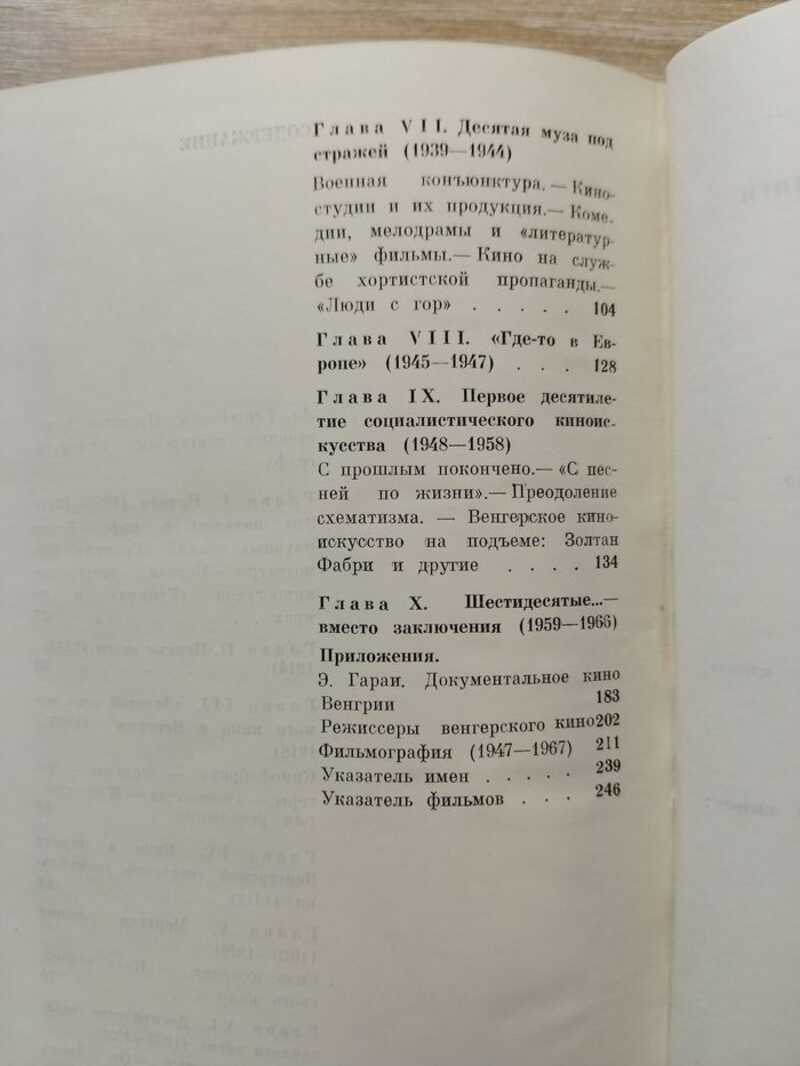 Глава VII. Десятая муза под
стражей (1939—1944)
Военная конъюнктура. — Кино-
студии и их продукция.— Коме-
дии, мелодрамы и «литератур-
ные» фильмы.— Кино на служ-
бе хортистской пропаганды.—
«Люди с гор» . . . . . 104
Глава VIII. «Где-то в Ев-
ропе» (1945—1947) . . . 128
Глава IX. Первое десятиле-
тие социалистического киноис-
кусства (1948—1958)
С прошлым покончено.— «С пес-
ней по жизни».— Преодоление
схематизма. — Венгерское кино-
искусство на подъеме: Золтан
Фабри и другие . . . . 134
Глава X. Шестидесятые...—
вместо заключения (1959—1966)
Приложения.
Э. Гараи. Документальное кино
Венгрии 183
Режиссеры венгерского кино202
Фильмография (1947—1967) 211
Указатель имен . . . . . 239
Указатель фильмов . . . 246